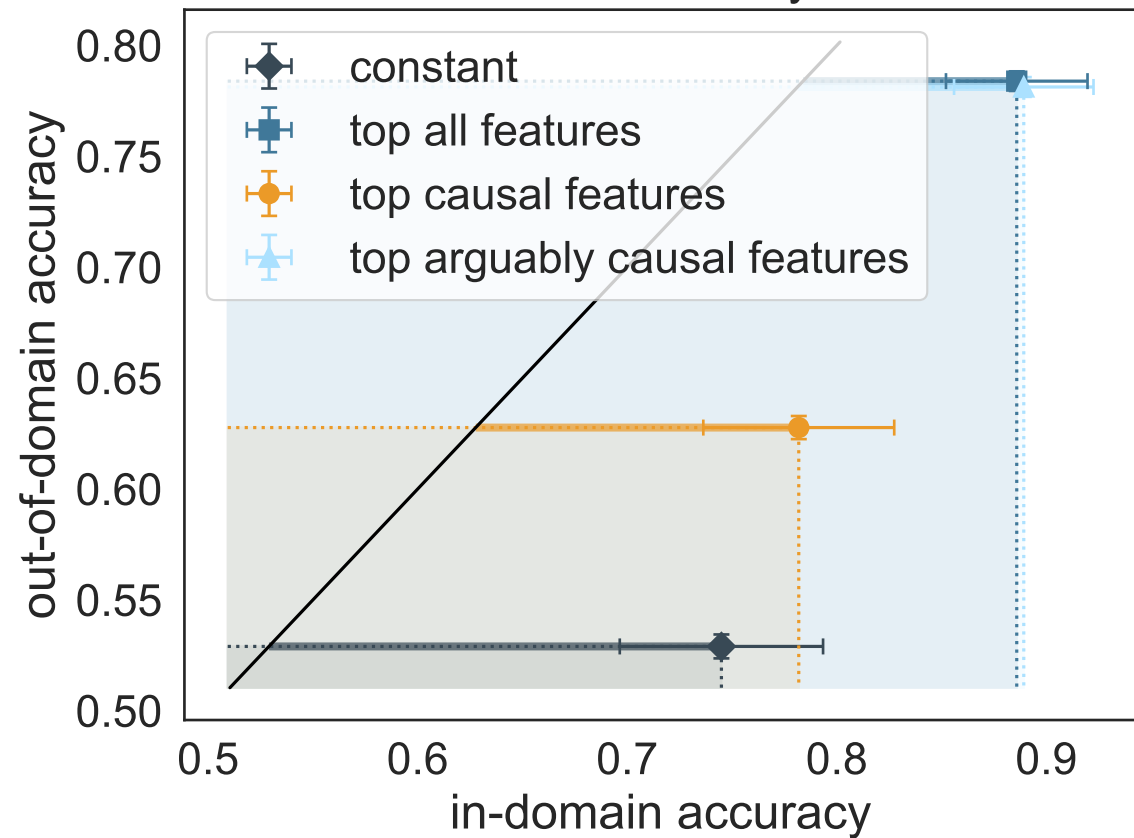 0.80
0.75
0.70
0.65
0.60
0.55
0.50
out-of-domain accuracy
constant
top all features
top causal features
top arguably causal features
0.5 0.6 0.7 0.8 0.9
in-domain accuracy